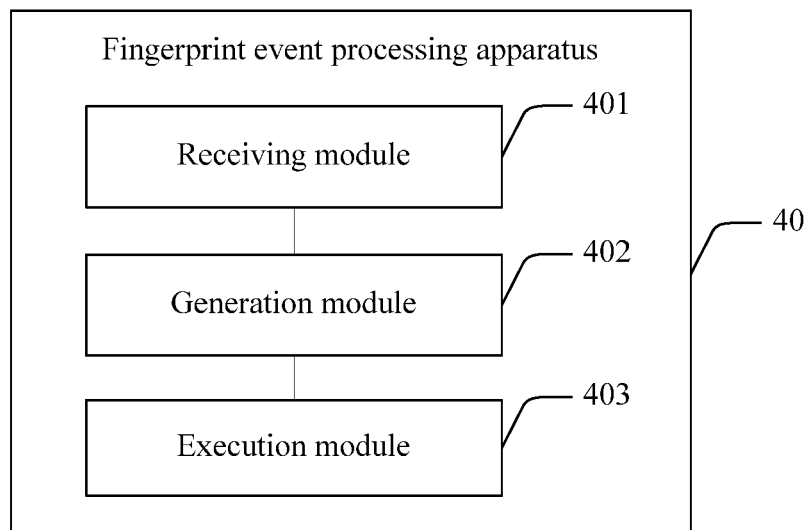 Fingerprint event processing apparatus
401
Receiving module
40
402
Generation module
403
Execution module